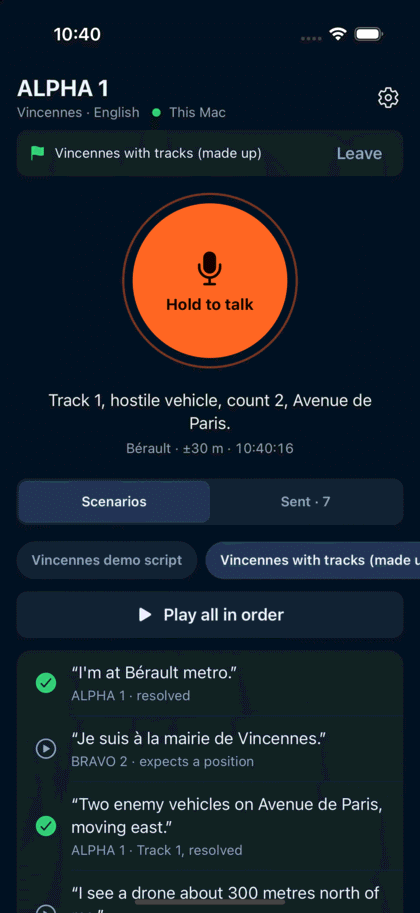 10:40
ALPHA 1
Vincennes · English This Mac
Vincennes with tracks (made up) Leave
Hold to talk
Track 1, hostile vehicle, count 2, Avenue de
Paris.
Bérault · ±30 m · 10:40:16
Scenarios Sent · 7
Vincennes demo script Vincennes with tracks (made u
Play all in order
“I'm at Bérault metro.”
ALPHA 1 · resolved
“Je suis à la mairie de Vincennes.”
BRAVO 2 · expects a position
“Two enemy vehicles on Avenue de Paris,
moving east.”
ALPHA 1 · Track 1, resolved
“I see a drone about 300 metres north of